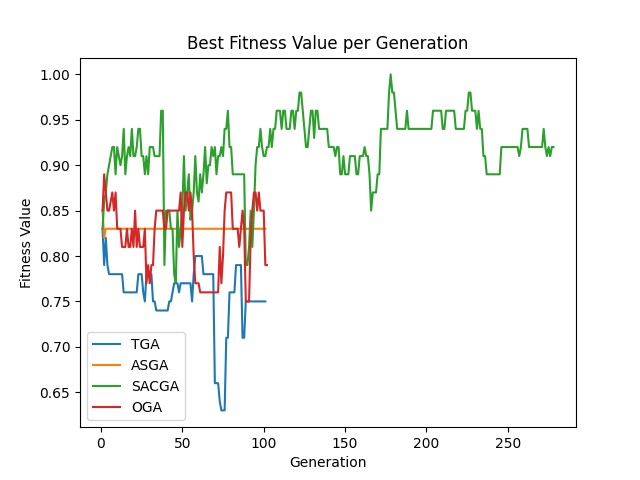 Best Fitness Value per Generation
1.00
0.95
0.90
0.85
0.80
0.75
0.70
0.65
Fitness Value
TGA
ASGA
SACGA
OGA
0 50 100 150 200 250
Generation